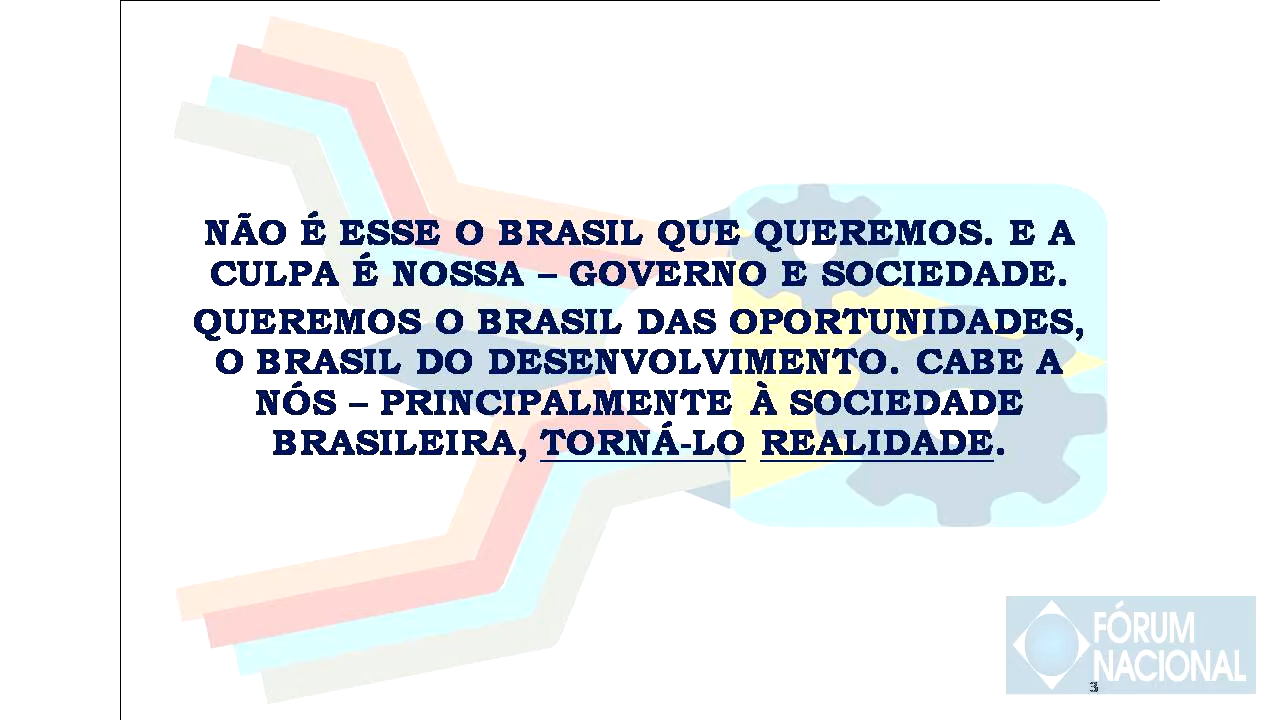 NÃO É ESSE O BRASIL QUE QUEREMOS. E A
CULPA É NOSSA – GOVERNO E SOCIEDADE.
QUEREMOS O BRASIL DAS OPORTUNIDADES,
O BRASIL DO DESENVOLVIMENTO. CABE A
NÓS – PRINCIPALMENTE À SOCIEDADE
BRASILEIRA, TORNÁ-LO REALIDADE.
FÓRUM
NACIONAL